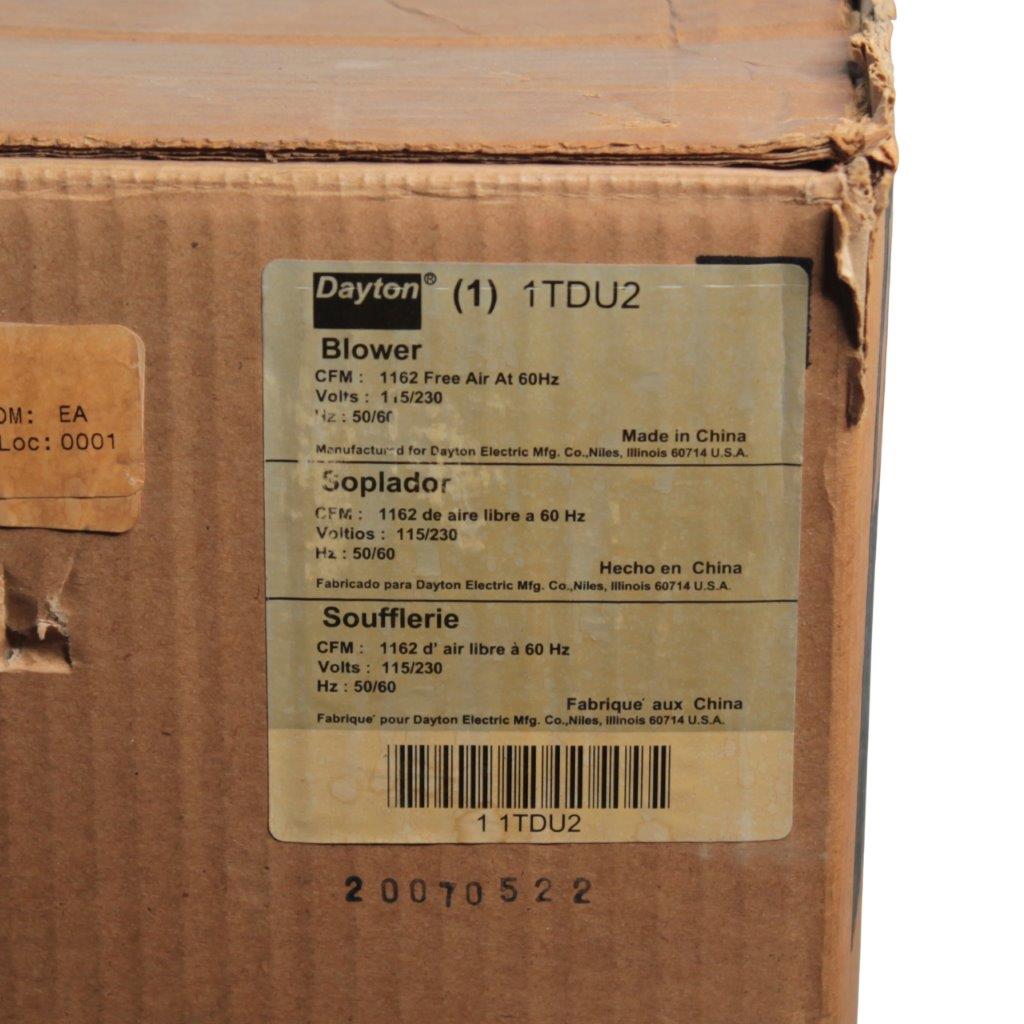 Dayton® (1) 1TDU2
Blower
CFM : 1162 Free Air At 60Hz
Volts : 115/230
Hz : 50/60
Made in China
Manufactured for Dayton Electric Mfg. Co.,Niles, Illinois 60714 U.S.A.
Soplador
CFM : 1162 de aire libre a 60 Hz
Voltios : 115/230
Hz : 50/60
Hecho en China
Fabricado para Dayton Electric Mfg. Co.,Niles, Illinois 60714 U.S.A.
Soufflerie
CFM : 1162 d' air libre à 60 Hz
Volts : 115/230
Hz : 50/60
Fabrique´ aux China
Fabrique´ pour Dayton Electric Mfg. Co.,Niles, Illinois 60714 U.S.A.
1 1TDU2
20070522
OM: EA
Loc: 0001